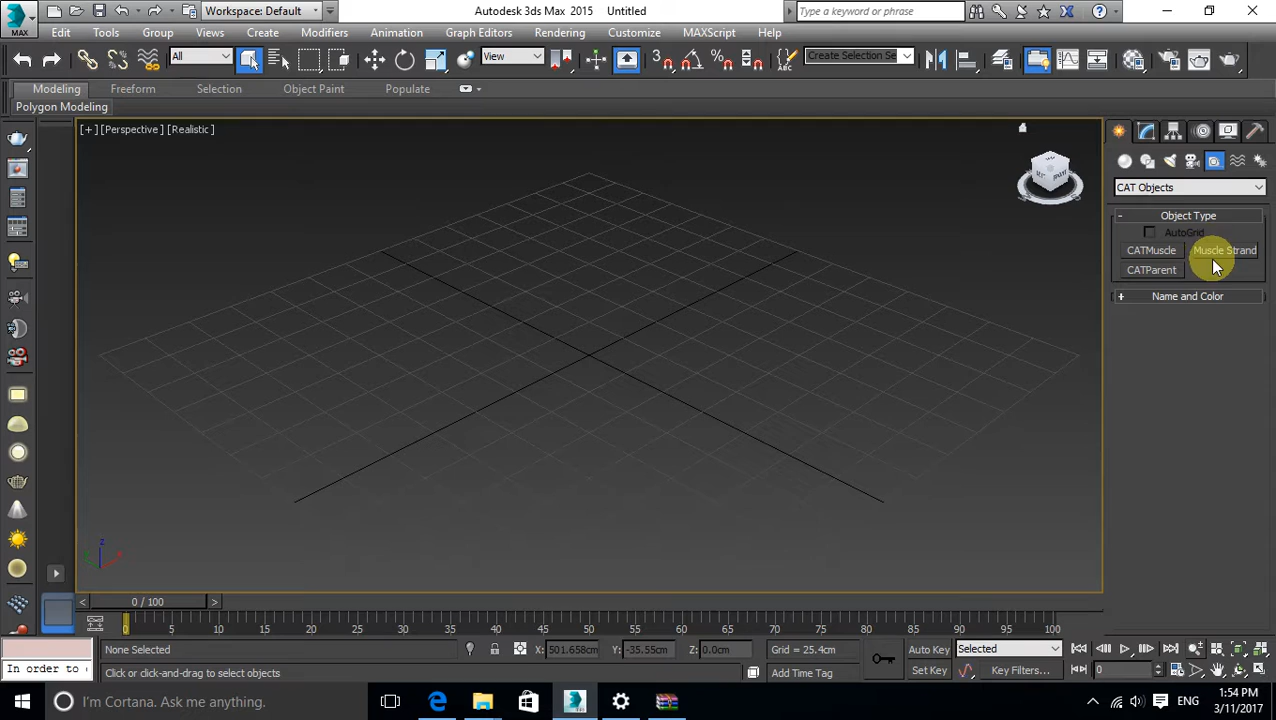 MAX
Workspace: Default
Autodesk 3ds Max 2015 Untitled
Type a keyword or phrase
Edit Tools Group Views Create Modifiers Animation Graph Editors Rendering Customize MAXScript Help
All
View
3
Create Selection Se
Modeling Freeform Selection Object Paint Populate
Polygon Modeling
[+] [Perspective] [Realistic]
CAT Objects
- Object Type
AutoGrid
CATMuscle Muscle Strand
CATParent
+ Name and Color
z
x
< 0 / 100 >
0 5 10 15 20 25 30 35 40 45 50 55 60 65 70 75 80 85 90 95 100
None Selected X: 501.658cm Y: -35.55cm Z: 0.0cm Grid = 25.4cm Auto Key Selected
In order to Click or click-and-drag to select objects Add Time Tag Set Key Key Filters... 0
I'm Cortana. Ask me anything.
ENG
1:54 PM
3/11/2017